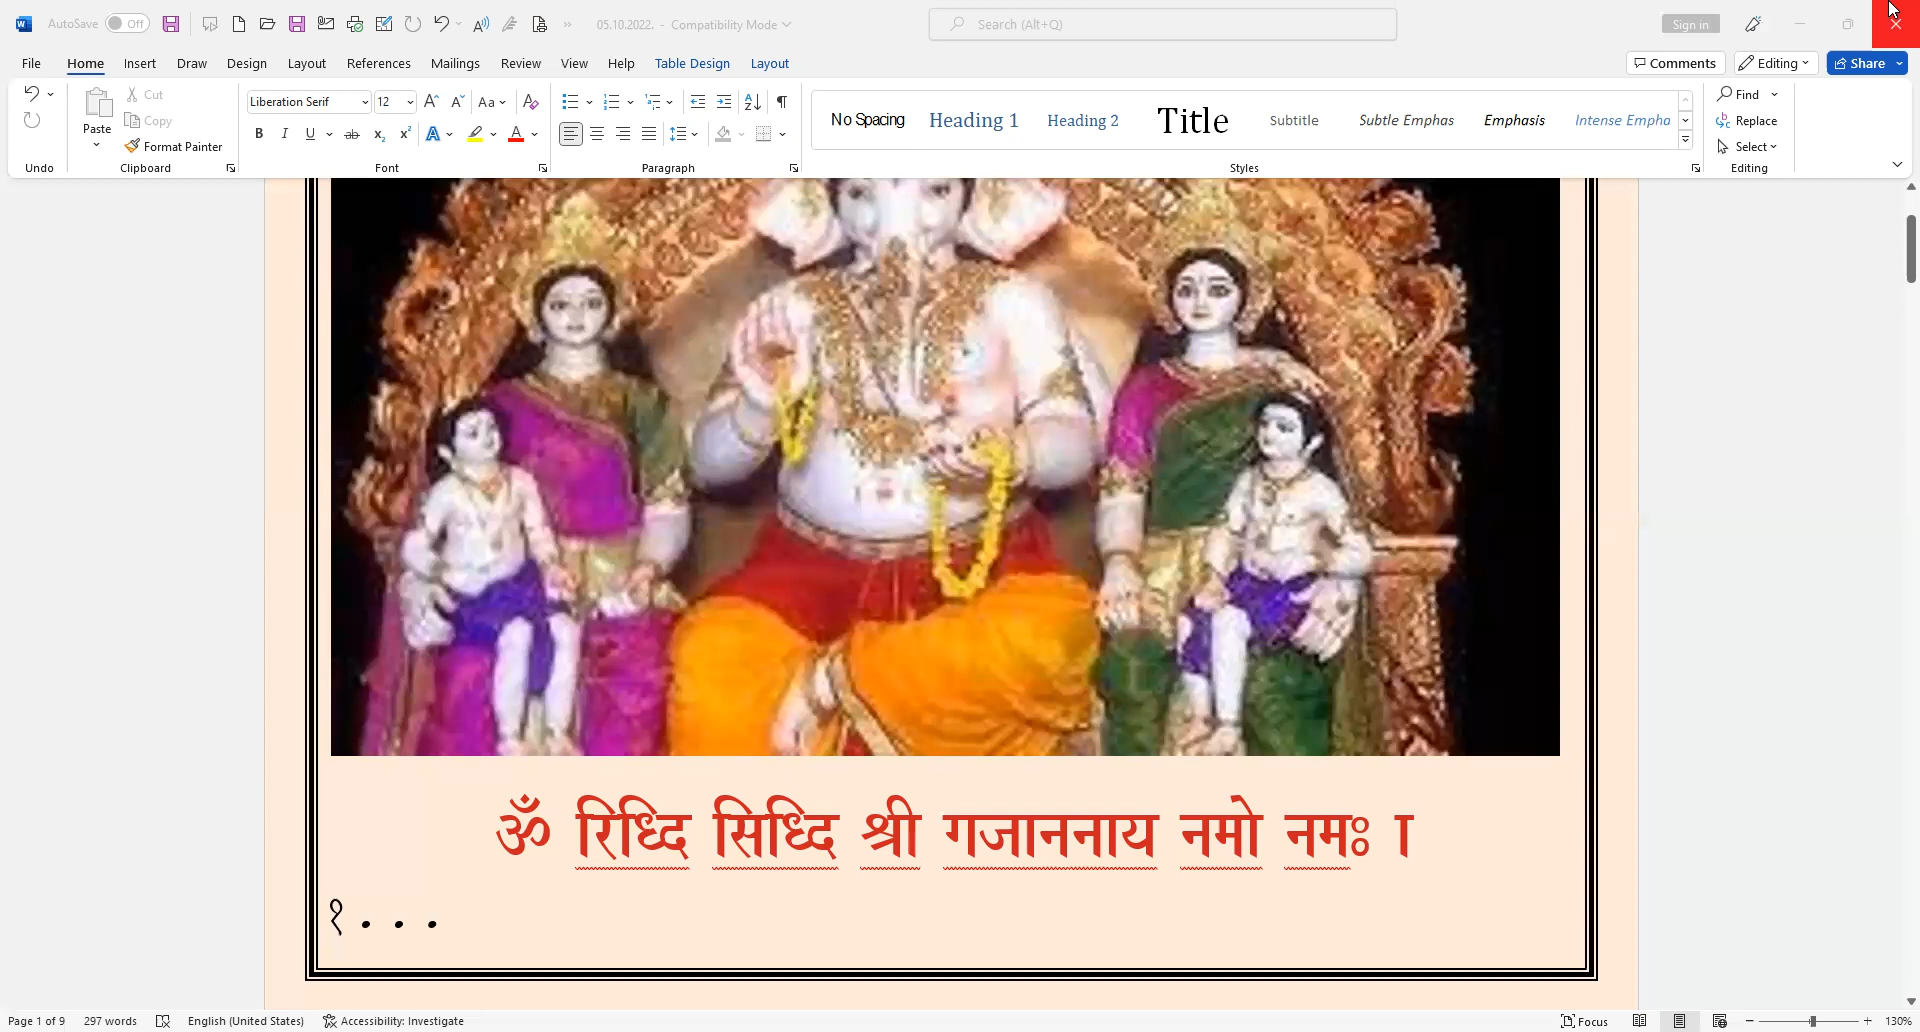 AutoSave Off 05.10.2022. - Compatibility Mode Search (Alt+Q) Sign in
File Home Insert Draw Design Layout References Mailings Review View Help Table Design Layout Comments Editing Share
Paste Cut Copy Format Painter
Liberation Serif 12 Aa
B I U ab x₂ x² A A
No Spacing Heading 1 Heading 2 Title Subtitle Subtle Emphas Emphasis Intense Empha
Find Replace Select
Undo Clipboard Font Paragraph Styles Editing
ॐ रिध्दि सिध्दि श्री गजाननाय नमो नमः ।
१...
Page 1 of 9 297 words English (United States) Accessibility: Investigate Focus 130%